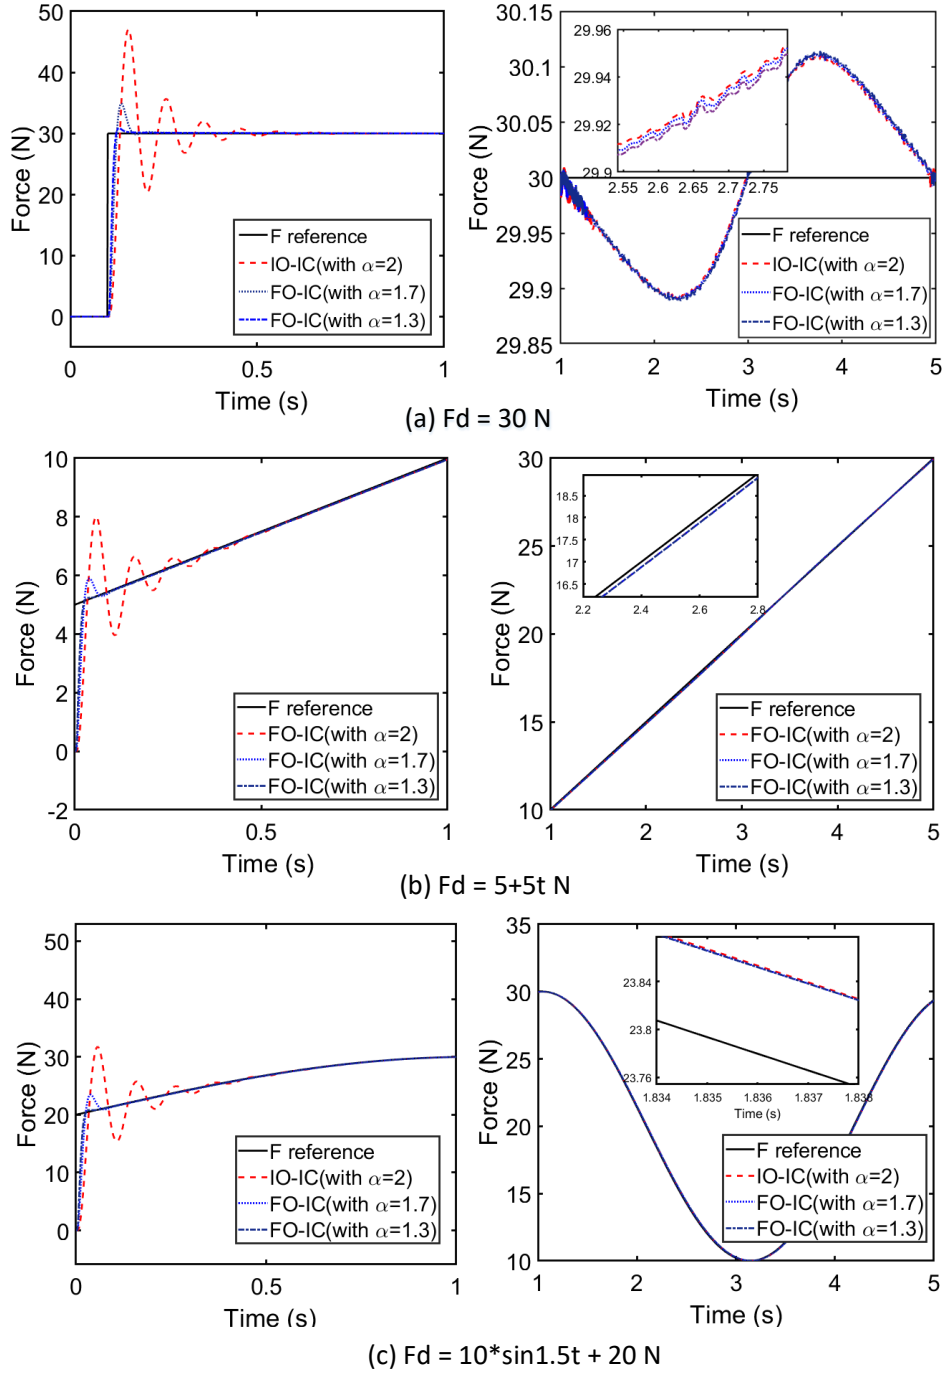 50
40
30
20
10
0
Force (N)
F reference
IO-IC(with α=2)
FO-IC(with α=1.7)
FO-IC(with α=1.3)
0
0.5
1
Time (s)
30.15
30.1
30.05
30
29.95
29.9
29.85
Force (N)
29.96
29.94
29.92
29.9
2.55
2.6
2.65
2.7
2.75
F reference
IO-IC(with α=2)
FO-IC(with α=1.7)
FO-IC(with α=1.3)
1
2
3
4
5
Time (s)
(a) Fd = 30 N
10
8
6
4
2
0
-2
Force (N)
F reference
FO-IC(with α=2)
FO-IC(with α=1.7)
FO-IC(with α=1.3)
0
0.5
1
Time (s)
30
25
20
15
10
Force (N)
18.5
18
17.5
17
16.5
2.2
2.4
2.6
2.8
F reference
FO-IC(with α=2)
FO-IC(with α=1.7)
FO-IC(with α=1.3)
1
2
3
4
5
Time (s)
(b) Fd = 5+5t N
50
40
30
20
10
0
Force (N)
F reference
IO-IC(with α=2)
FO-IC(with α=1.7)
FO-IC(with α=1.3)
0
0.5
1
Time (s)
35
30
25
20
15
10
Force (N)
23.84
23.8
23.76
1.834
1.835
1.836
1.837
1.838
Time (s)
F reference
IO-IC(with α=2)
FO-IC(with α=1.7)
FO-IC(with α=1.3)
1
2
3
4
5
Time (s)
(c) Fd = 10*sin1.5t + 20 N